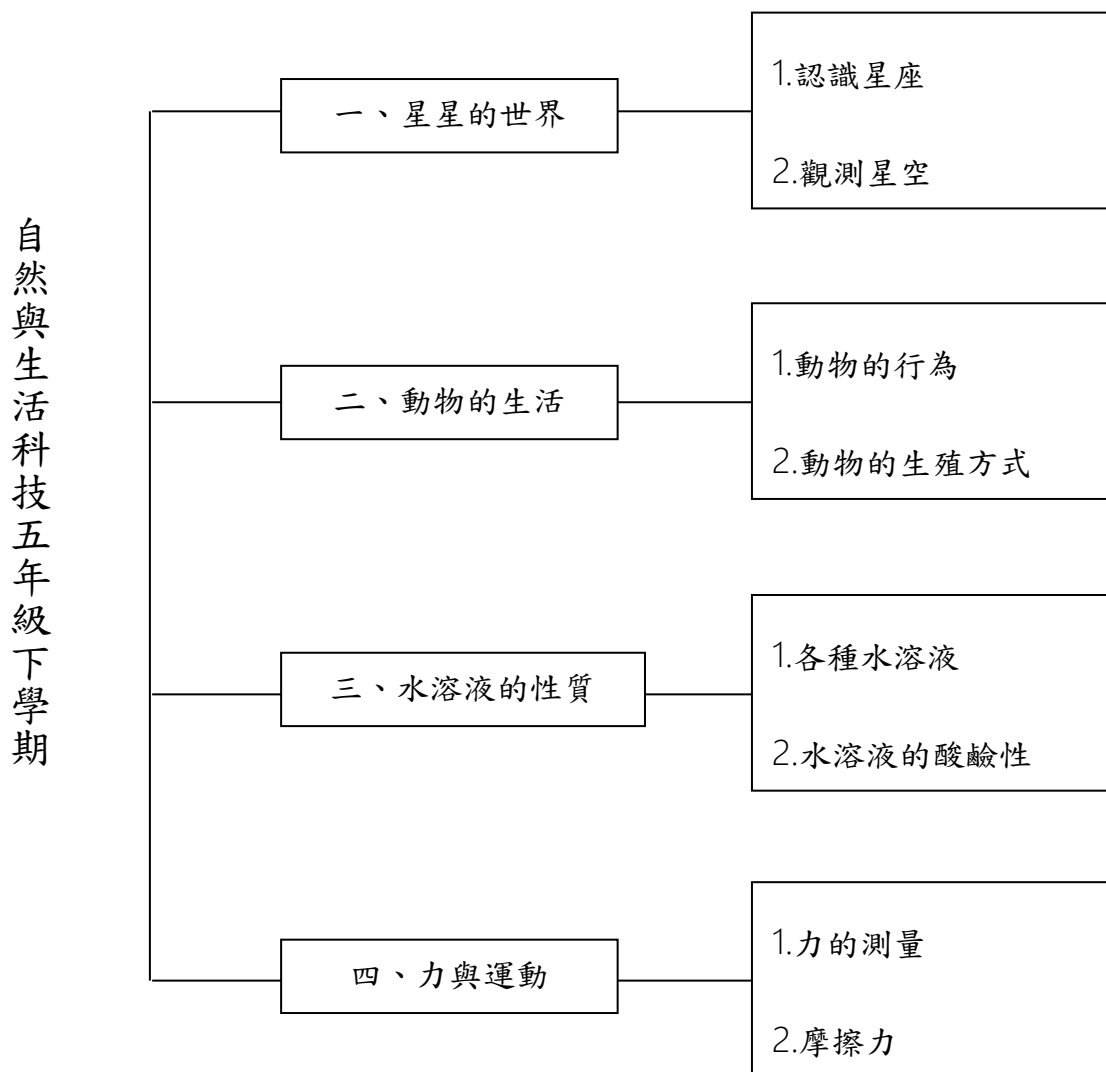 自然與生活科技五年級下學期
一、星星的世界
1.認識星座
2.觀測星空
二、動物的生活
1.動物的行為
2.動物的生殖方式
三、水溶液的性質
1.各種水溶液
2.水溶液的酸鹼性
四、力與運動
1.力的測量
2.摩擦力